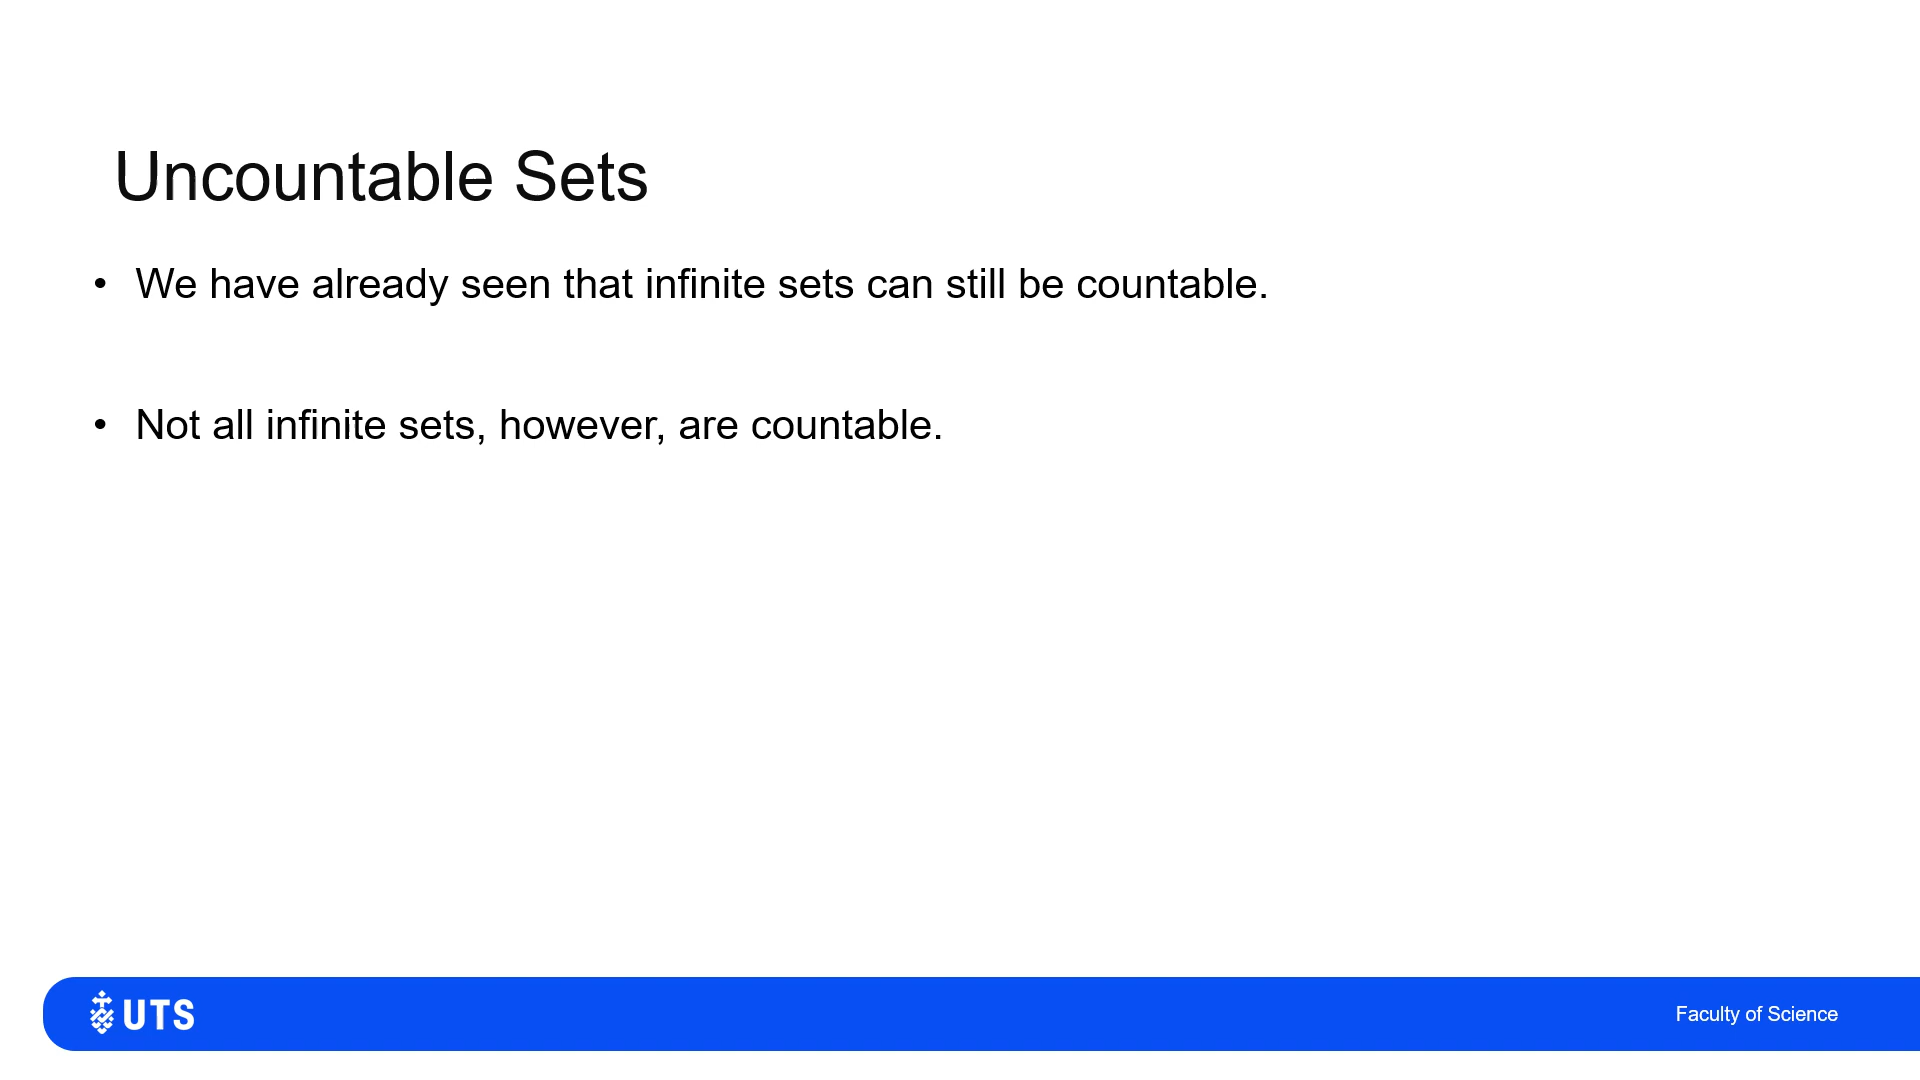 Uncountable Sets
• We have already seen that infinite sets can still be countable.
• Not all infinite sets, however, are countable.
UTS
Faculty of Science